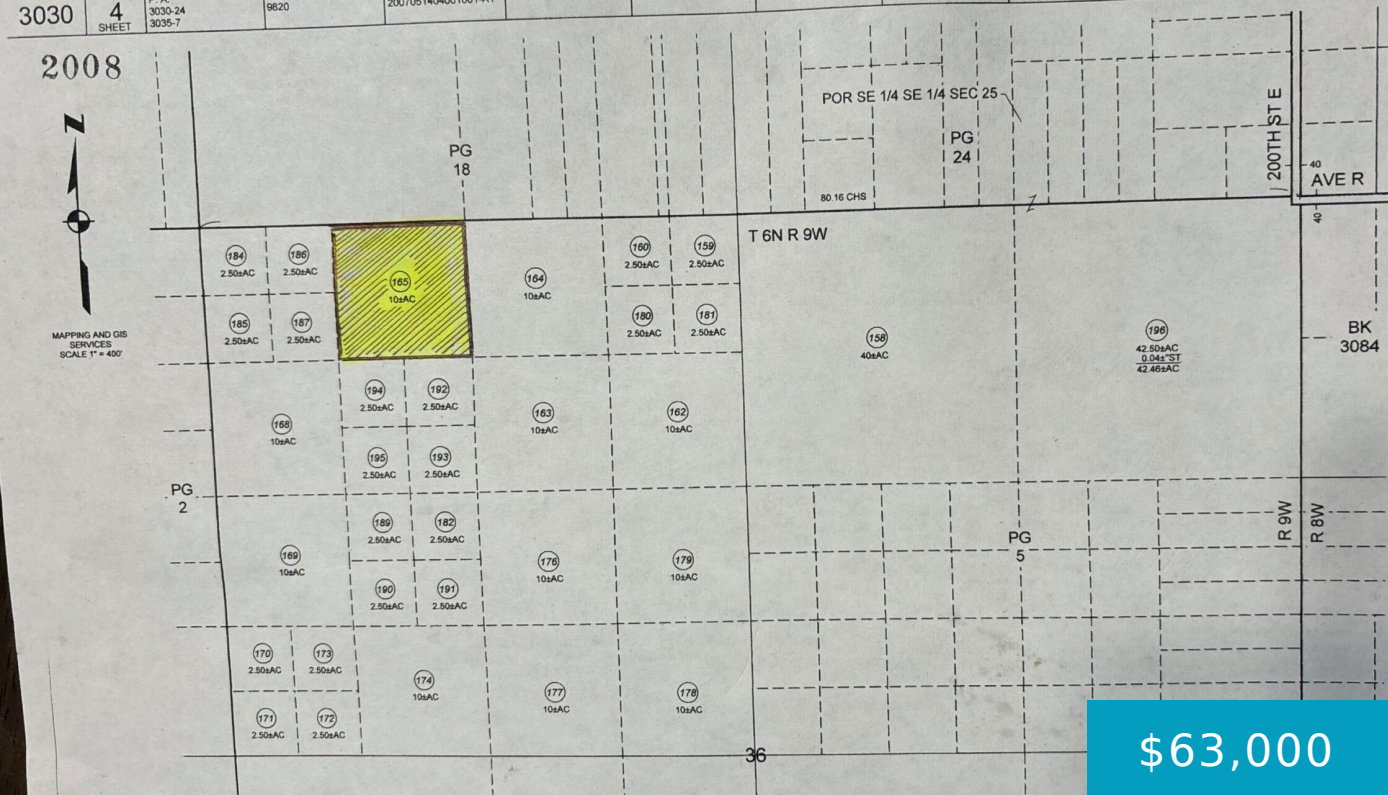 3030
4
SHEET
3030-24
3035-7
9820
2008
MAPPING AND GIS
SERVICES
SCALE 1" = 400'
PG
18
POR SE 1/4 SE 1/4 SEC 25
PG
24
80.16 CHS
200TH ST E
40
AVE R
40
T 6N R 9W
184
2.50±AC
186
2.50±AC
165
10±AC
164
10±AC
160
2.50±AC
159
2.50±AC
185
2.50±AC
187
2.50±AC
180
2.50±AC
181
2.50±AC
158
40±AC
196
42.50±AC
0.04±"ST
42.46±AC
BK
3084
194
2.50±AC
192
2.50±AC
168
10±AC
163
10±AC
162
10±AC
195
2.50±AC
193
2.50±AC
PG
2
189
2.50±AC
182
2.50±AC
169
10±AC
176
10±AC
179
10±AC
PG
5
R 9W
R 8W
190
2.50±AC
191
2.50±AC
170
2.50±AC
173
2.50±AC
174
10±AC
177
10±AC
178
10±AC
171
2.50±AC
172
2.50±AC
36
$63,000